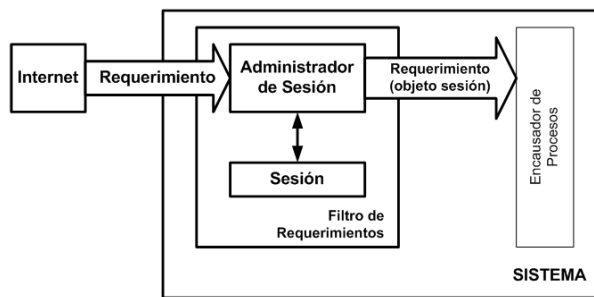 Internet
Requerimiento
Administrador
de Sesión
Requerimiento
(objeto sesión)
Sesión
Filtro de
Requerimientos
Encausador de
Procesos
SISTEMA